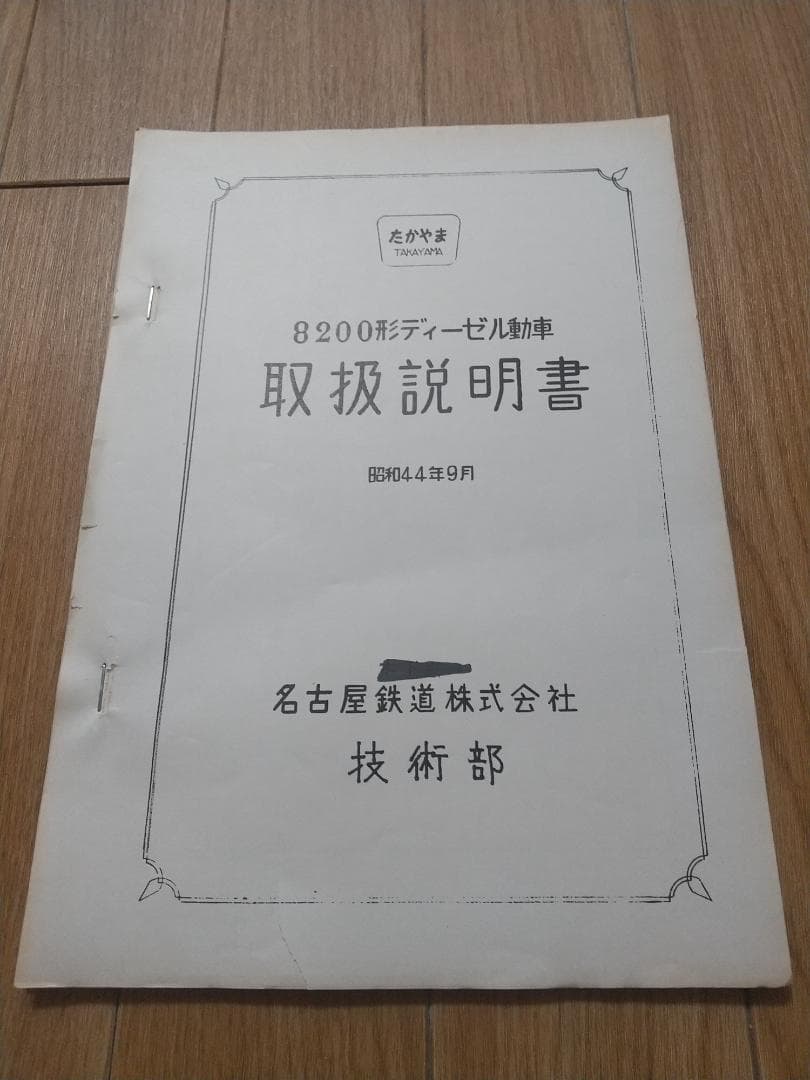 たかやま
TAKAYAMA
8200形ディーゼル動車
取扱説明書
昭和44年9月
名古屋鉄道株式会社
技術部